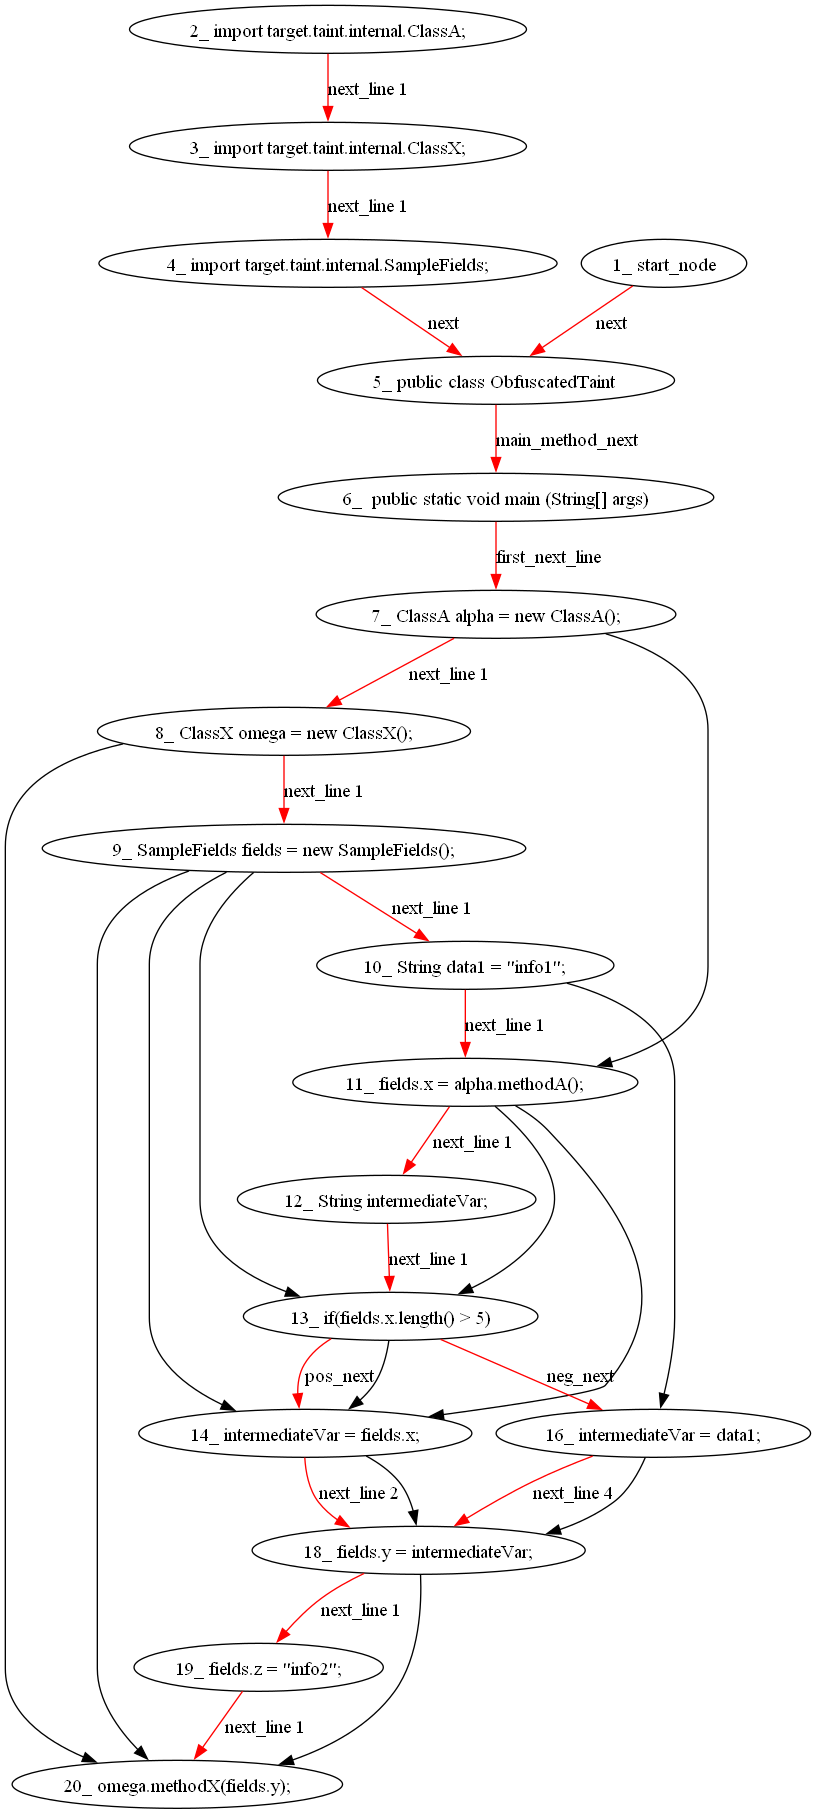 2_ import target.taint.internal.ClassA;
next_line 1
3_ import target.taint.internal.ClassX;
next_line 1
4_ import target.taint.internal.SampleFields;
1_ start_node
next
next
5_ public class ObfuscatedTaint
main_method_next
6_  public static void main (String[] args)
first_next_line
7_ ClassA alpha = new ClassA();
next_line 1
8_ ClassX omega = new ClassX();
next_line 1
9_ SampleFields fields = new SampleFields();
next_line 1
10_ String data1 = "info1";
next_line 1
11_ fields.x = alpha.methodA();
next_line 1
12_ String intermediateVar;
next_line 1
13_ if(fields.x.length() > 5)
pos_next
neg_next
14_ intermediateVar = fields.x;
16_ intermediateVar = data1;
next_line 2
next_line 4
18_ fields.y = intermediateVar;
next_line 1
19_ fields.z = "info2";
next_line 1
20_ omega.methodX(fields.y);